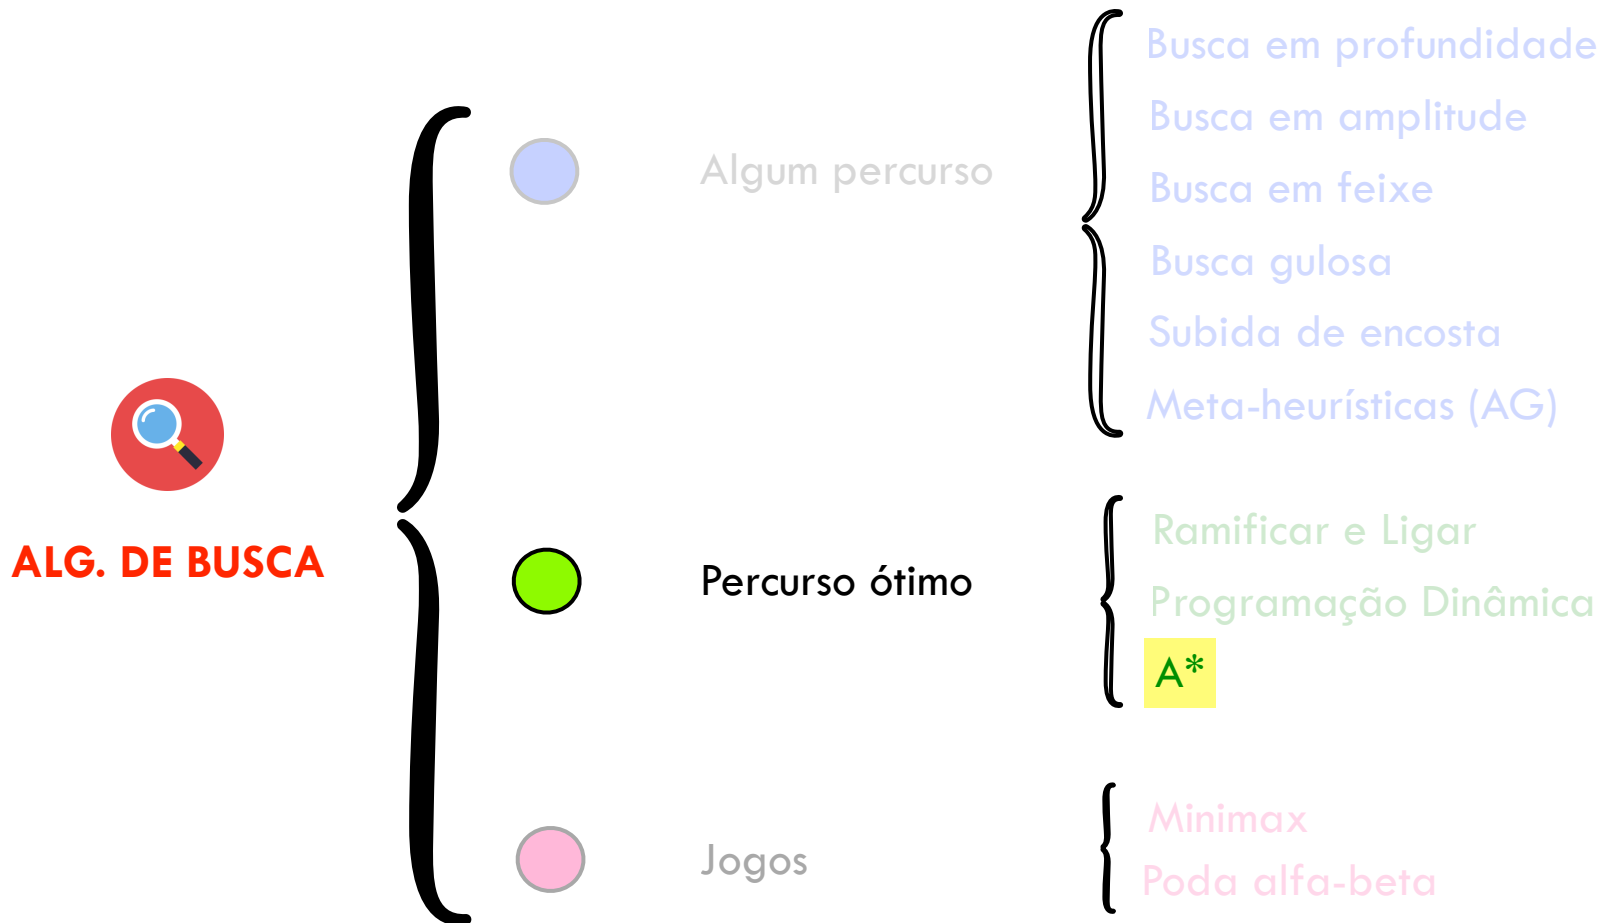 ALG. DE BUSCA
Algum percurso
Busca em profundidade
Busca em amplitude
Busca em feixe
Busca gulosa
Subida de encosta
Meta-heurísticas (AG)
Percurso ótimo
Ramificar e Ligar
Programação Dinâmica
A*
Jogos
Minimax
Poda alfa-beta